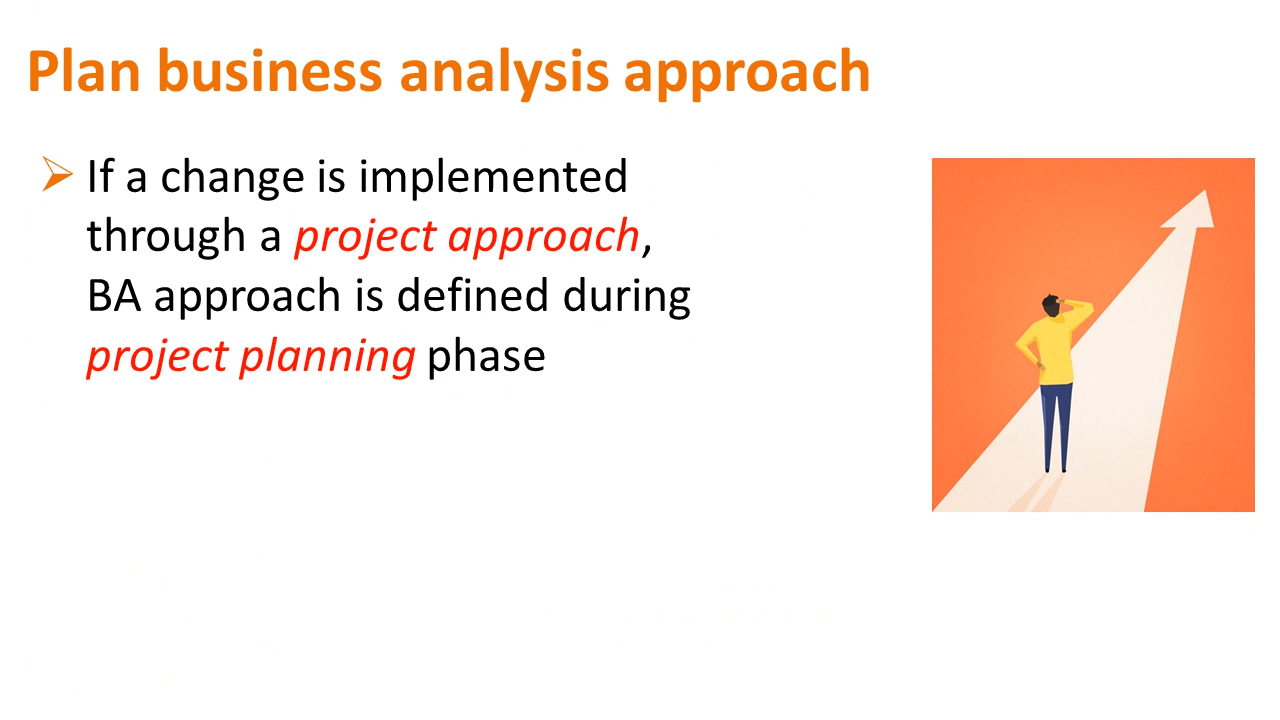 Plan business analysis approach
If a change is implemented
through a project approach,
BA approach is defined during
project planning phase